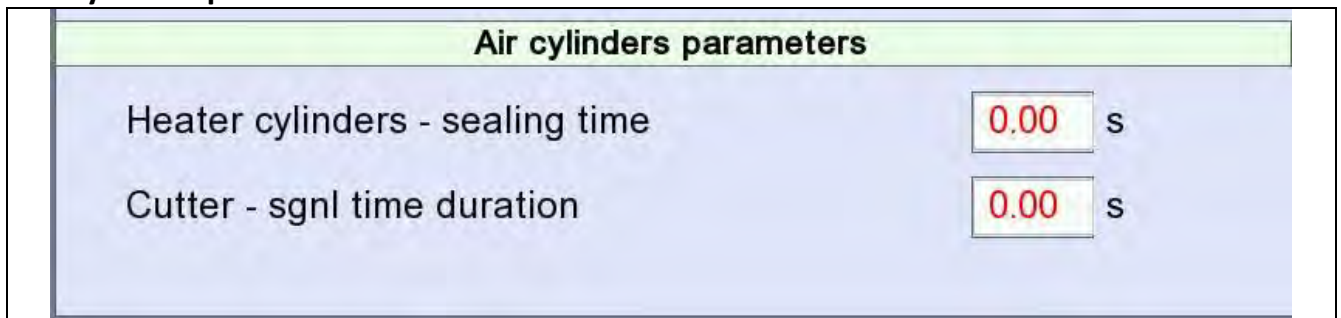 Air cylinders parameters
Heater cylinders - sealing time 0.00 s
Cutter - sgnl time duration 0.00 s